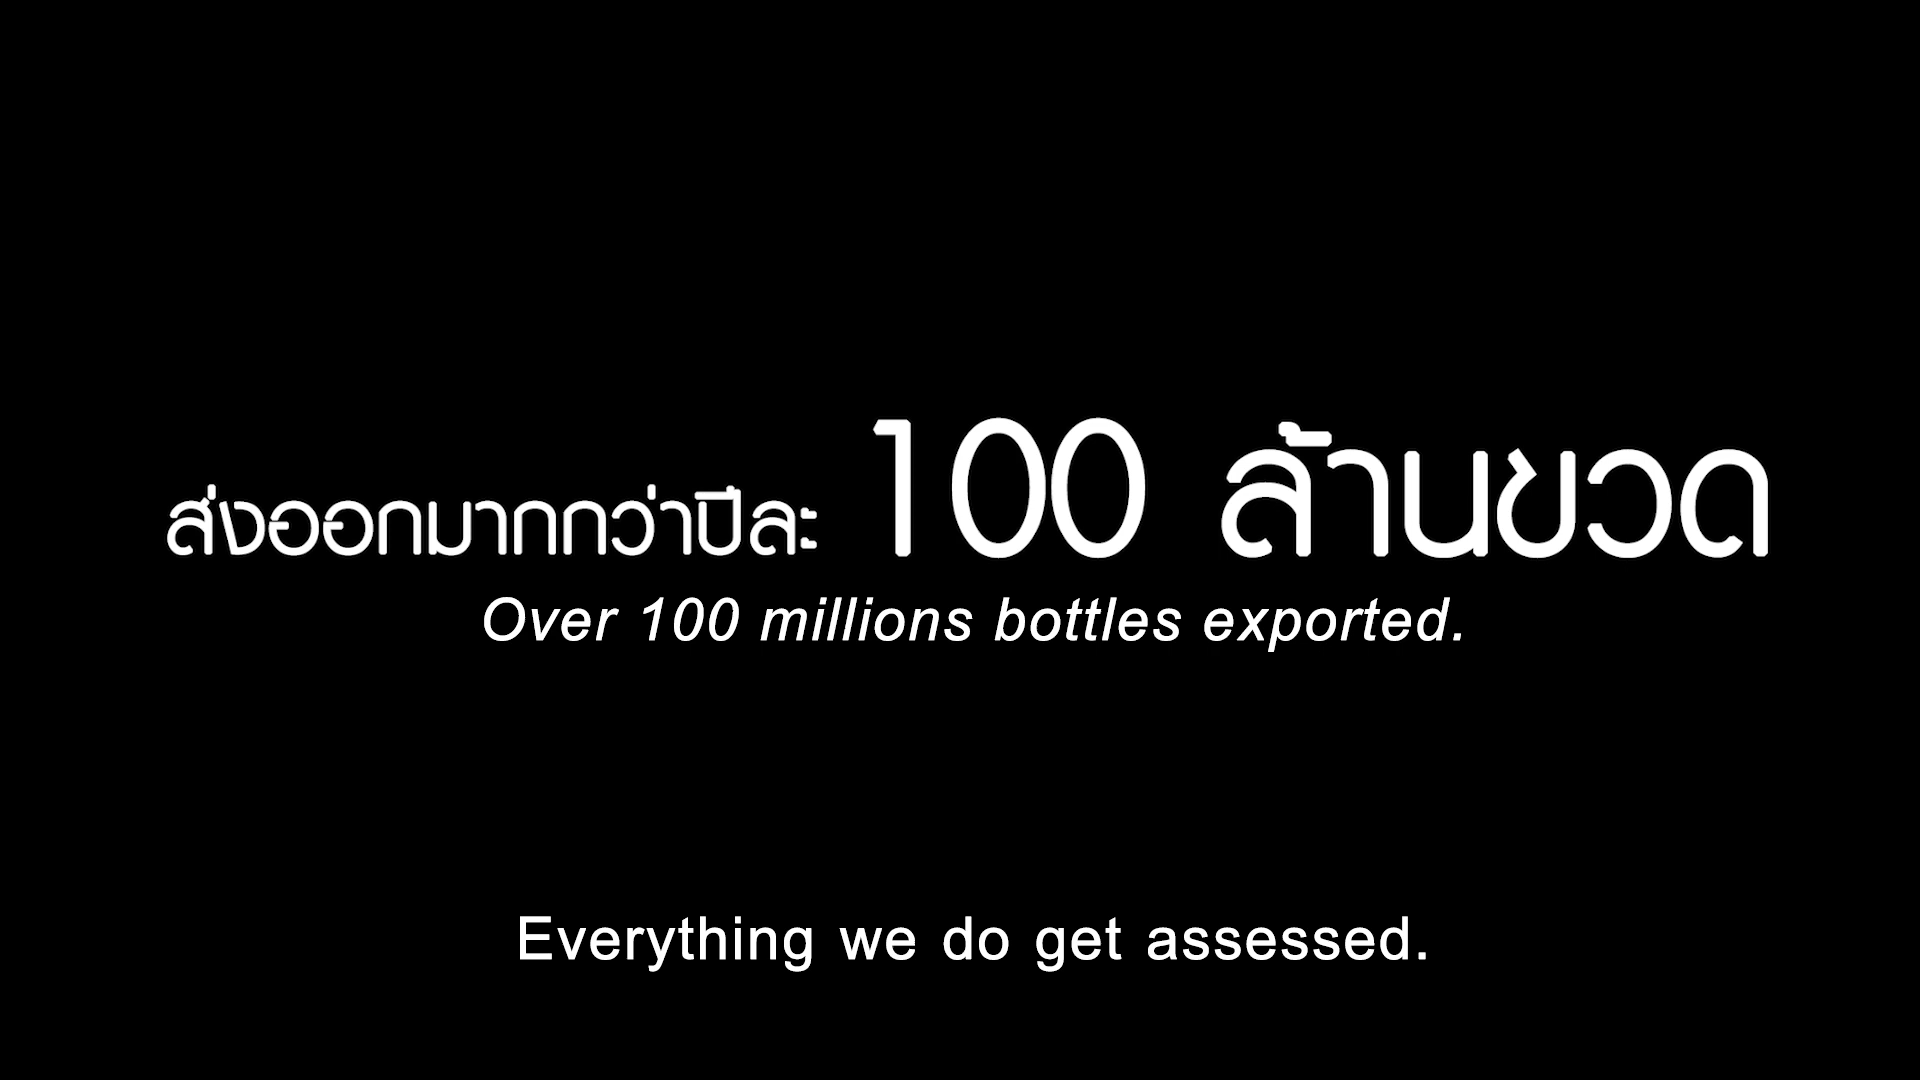 ส่งออกมากกว่าปีละ 100 ล้านขวด
Over 100 millions bottles exported.
Everything we do get assessed.